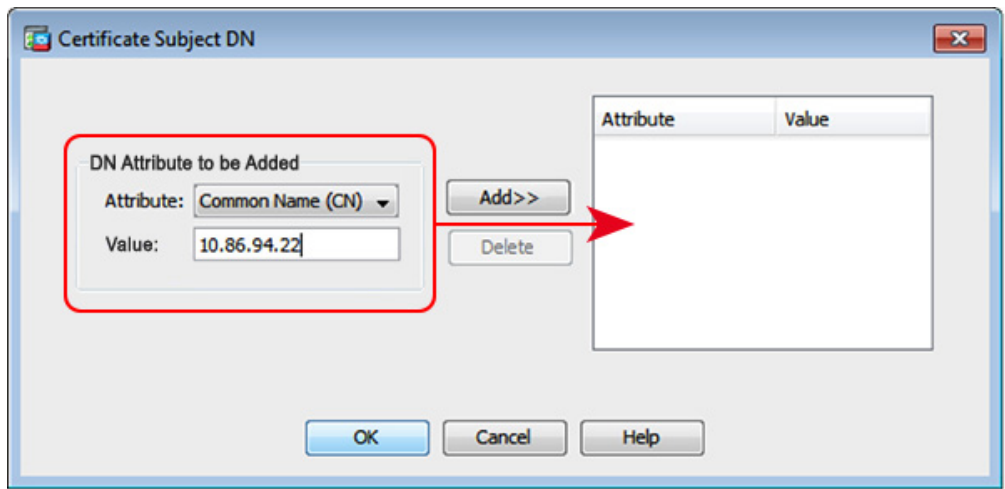 Certificate Subject DN
DN Attribute to be Added
Attribute: Common Name (CN)
Value: 10.86.94.22
Add>>
Delete
Attribute Value
OK Cancel Help